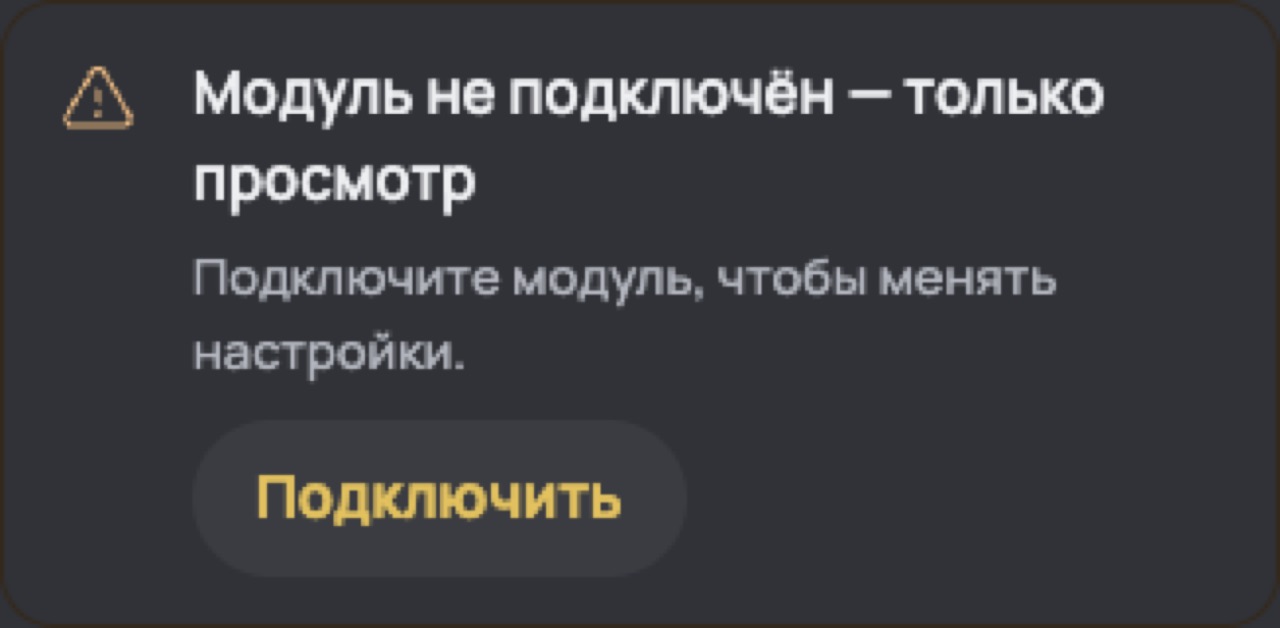 Модуль не подключён — только
просмотр
Подключите модуль, чтобы менять
настройки.
Подключить